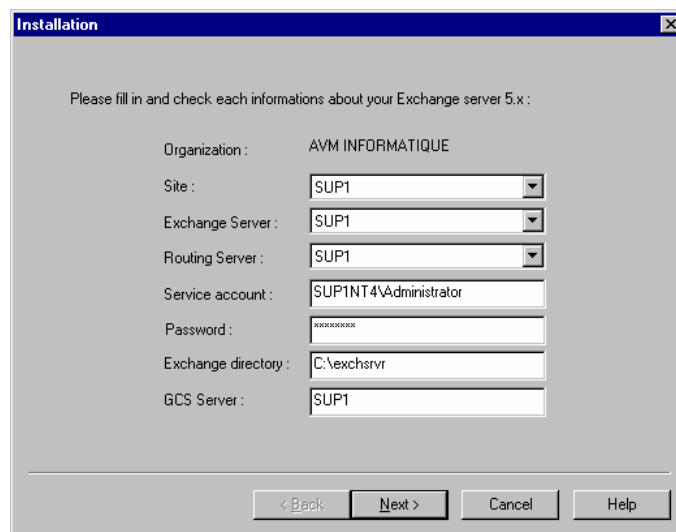 Installation
Please fill in and check each informations about your Exchange server 5.x :
Organization : AVM INFORMATIQUE
Site : SUP1
Exchange Server : SUP1
Routing Server : SUP1
Service account : SUP1NT4\Administrator
Password : ********
Exchange directory : C:\exchsrvr
GCS Server : SUP1
< Back Next > Cancel Help